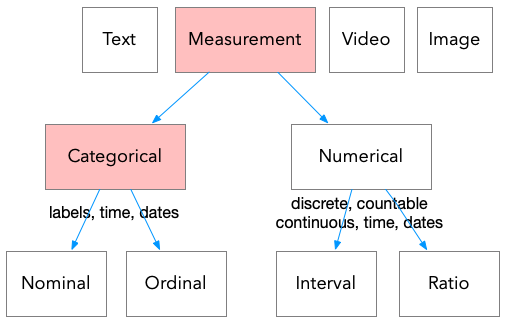 Text
Measurement
Video
Image
Categorical
Numerical
labels, time, dates
discrete, countable
continuous, time, dates
Nominal
Ordinal
Interval
Ratio